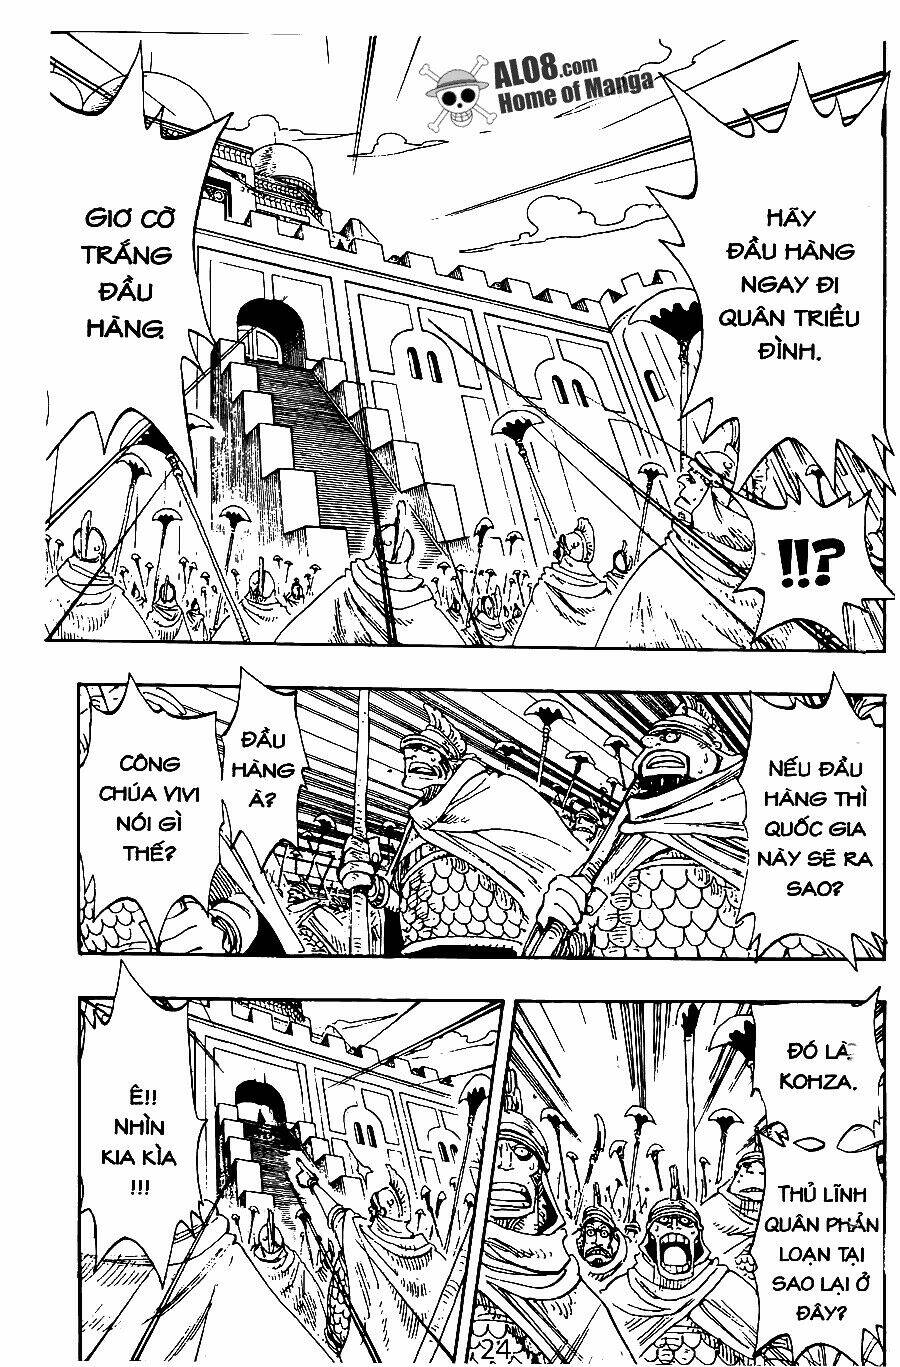 AL08.com
Home of Manga
HÃY
ĐẦU HÀNG
NGAY ĐI
QUÂN TRIỀU
ĐÌNH.
GIƠ CỜ
TRẮNG
ĐẦU
HÀNG.
!!?
NẾU ĐẦU
HÀNG THÌ
QUỐC GIA
NÀY SẼ RA
SAO?
ĐẦU
HÀNG
À?
CÔNG
CHÚA VIVI
NÓI GÌ
THẾ?
ĐÓ LÀ
KOHZA.
THỦ LĨNH
QUÂN PHẢN
LOẠN TẠI
SAO LẠI Ở
ĐÂY?
Ê!!
NHÌN
KIA KÌA
!!!
24